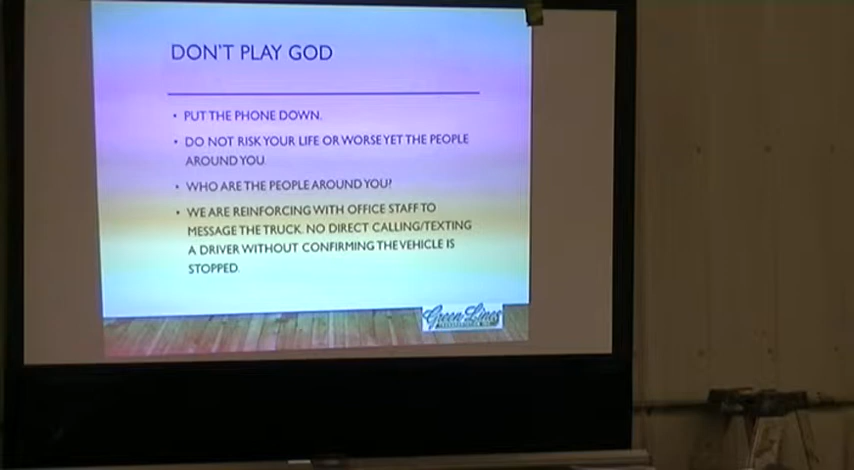 DON'T PLAY GOD
• PUT THE PHONE DOWN.
• DO NOT RISK YOUR LIFE OR WORSE YET THE PEOPLE
AROUND YOU.
• WHO ARE THE PEOPLE AROUND YOU?
• WE ARE REINFORCING WITH OFFICE STAFF TO
MESSAGE THE TRUCK. NO DIRECT CALLING/TEXTING
A DRIVER WITHOUT CONFIRMING THE VEHICLE IS
STOPPED.
Green Lines